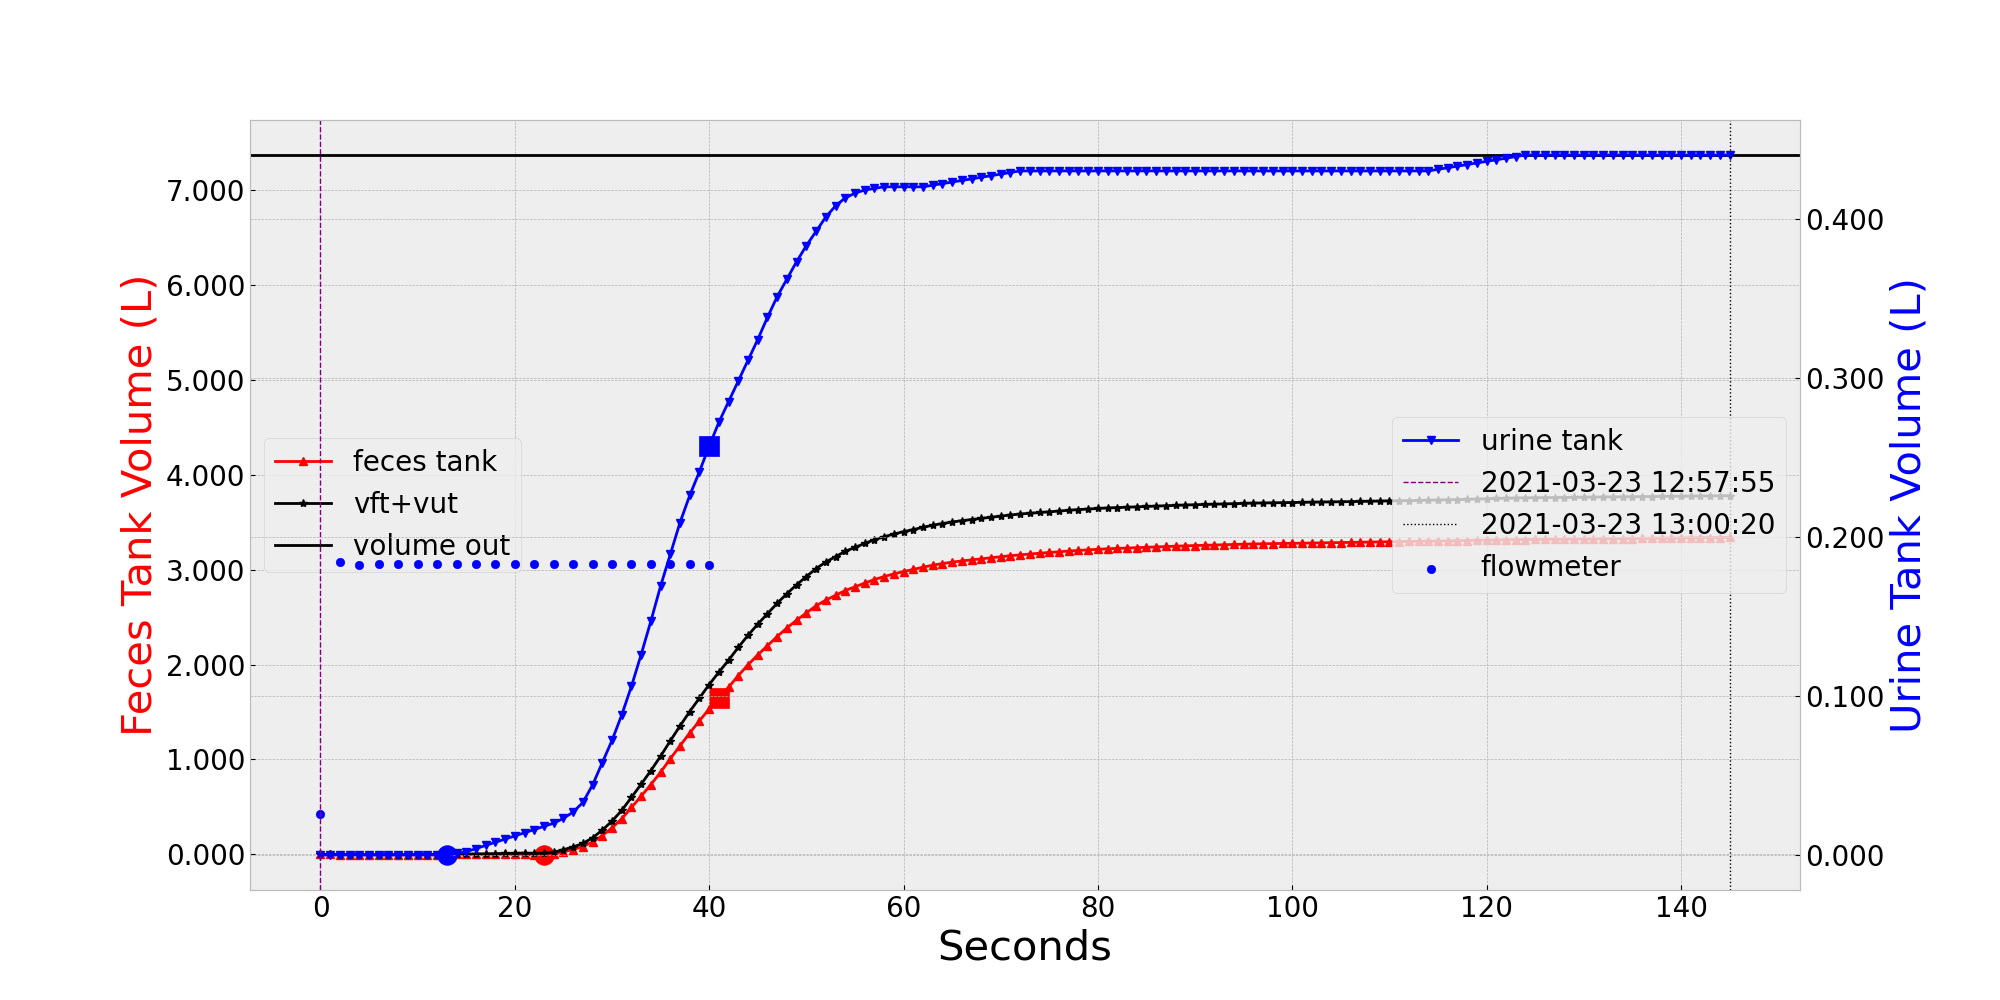 7.000
6.000
5.000
4.000
3.000
2.000
1.000
0.000
Feces Tank Volume (L)
feces tank
vft+vut
volume out
urine tank
2021-03-23 12:57:55
2021-03-23 13:00:20
flowmeter
0.400
0.300
0.200
0.100
0.000
Urine Tank Volume (L)
0 20 40 60 80 100 120 140
Seconds